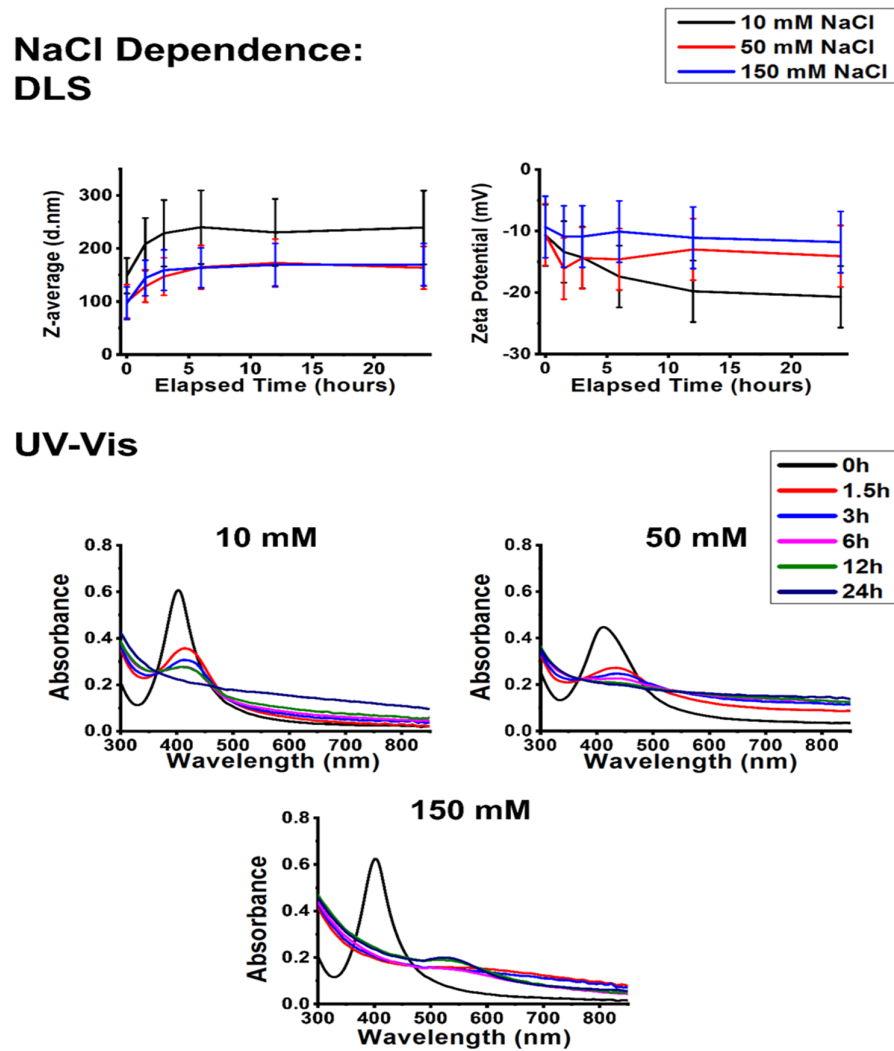 NaCl Dependence:
DLS
10 mM NaCl
50 mM NaCl
150 mM NaCl
Z-average (d.nm)
300
200
100
0
0 5 10 15 20
Elapsed Time (hours)
Zeta Potential (mV)
0
-10
-20
-30
0 5 10 15 20
Elapsed Time (hours)
UV-Vis
0h
1.5h
3h
6h
12h
24h
10 mM
Absorbance
0.8
0.6
0.4
0.2
0.0
300 400 500 600 700 800
Wavelength (nm)
50 mM
Absorbance
0.8
0.6
0.4
0.2
0.0
300 400 500 600 700 800
Wavelength (nm)
150 mM
Absorbance
0.8
0.6
0.4
0.2
0.0
300 400 500 600 700 800
Wavelength (nm)